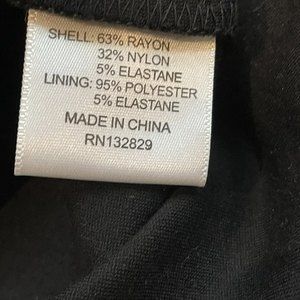 SHELL: 63% RAYON
32% NYLON
5% ELASTANE
LINING: 95% POLYESTER
5% ELASTANE
MADE IN CHINA
RN132829